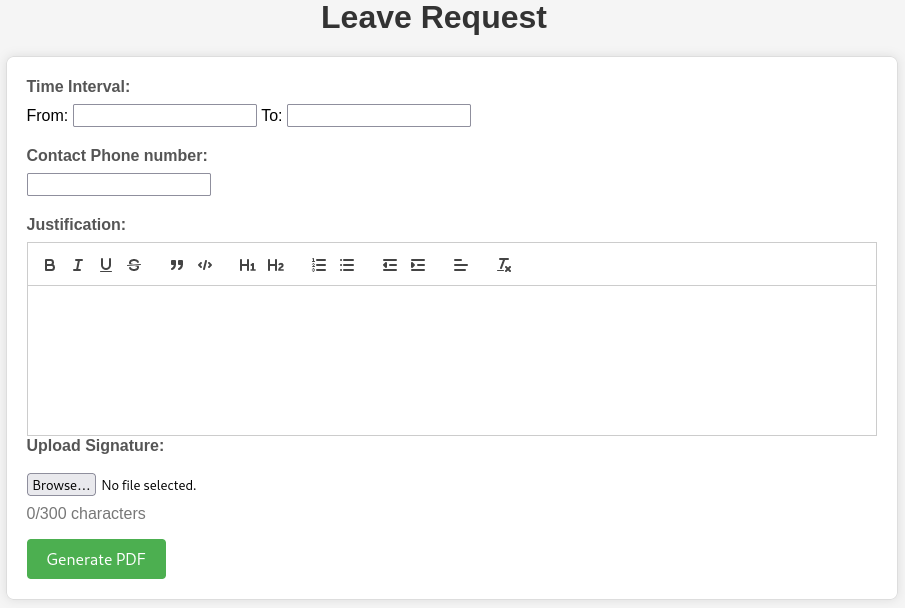 Leave Request
Time Interval:
From: To:
Contact Phone number:
Justification:
B I U S ” </> H1 H2
Upload Signature:
Browse... No file selected.
0/300 characters
Generate PDF